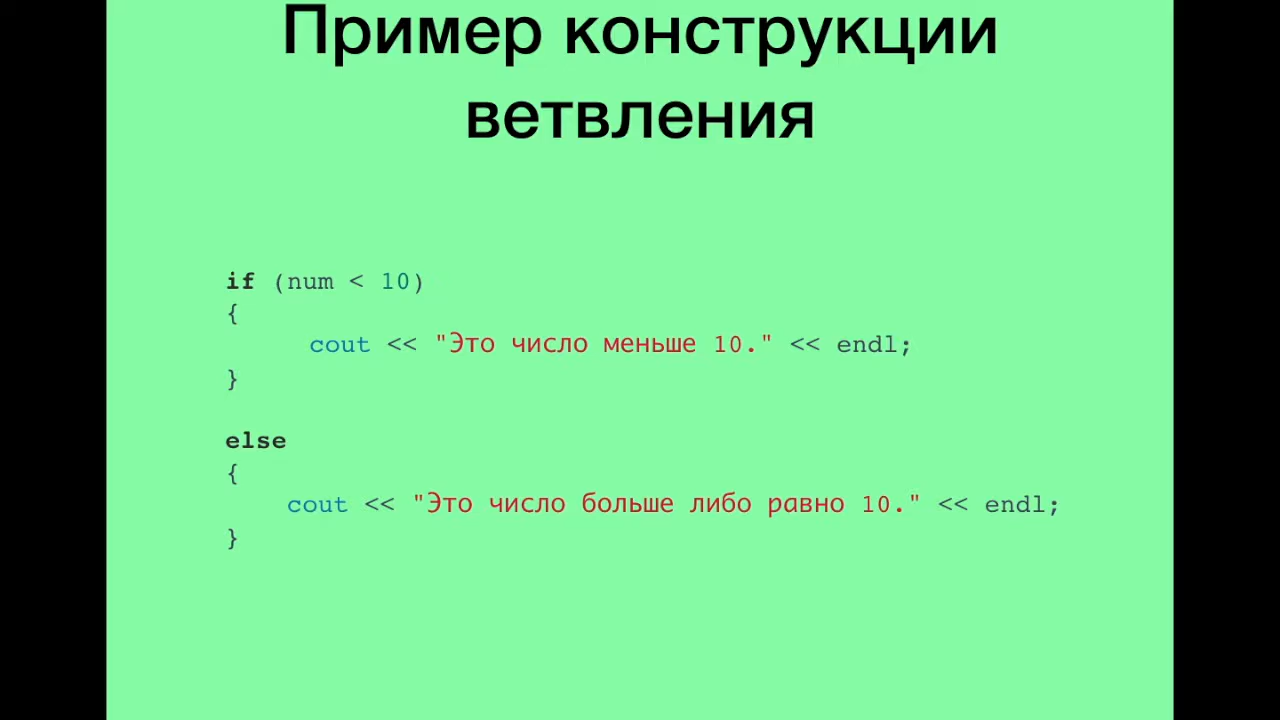 Пример конструкции
ветвления
if (num < 10)
{
cout << "Это число меньше 10." << endl;
}
else
{
cout << "Это число больше либо равно 10." << endl;
}